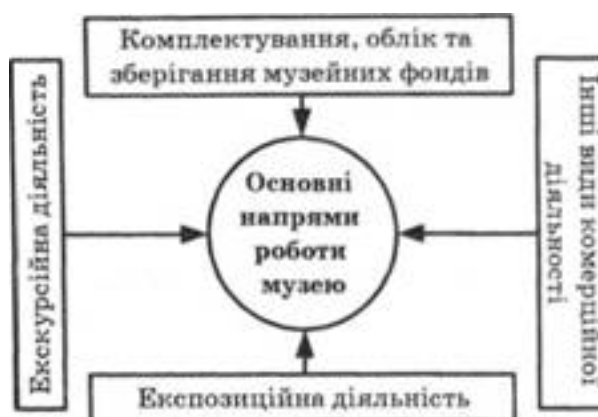 Комплектування, облік та
зберігання музейних фондів
Екскурсійна діяльність
Основні
напрями
роботи
музею
Інші види комерційної
діяльності
Експозиційна діяльність